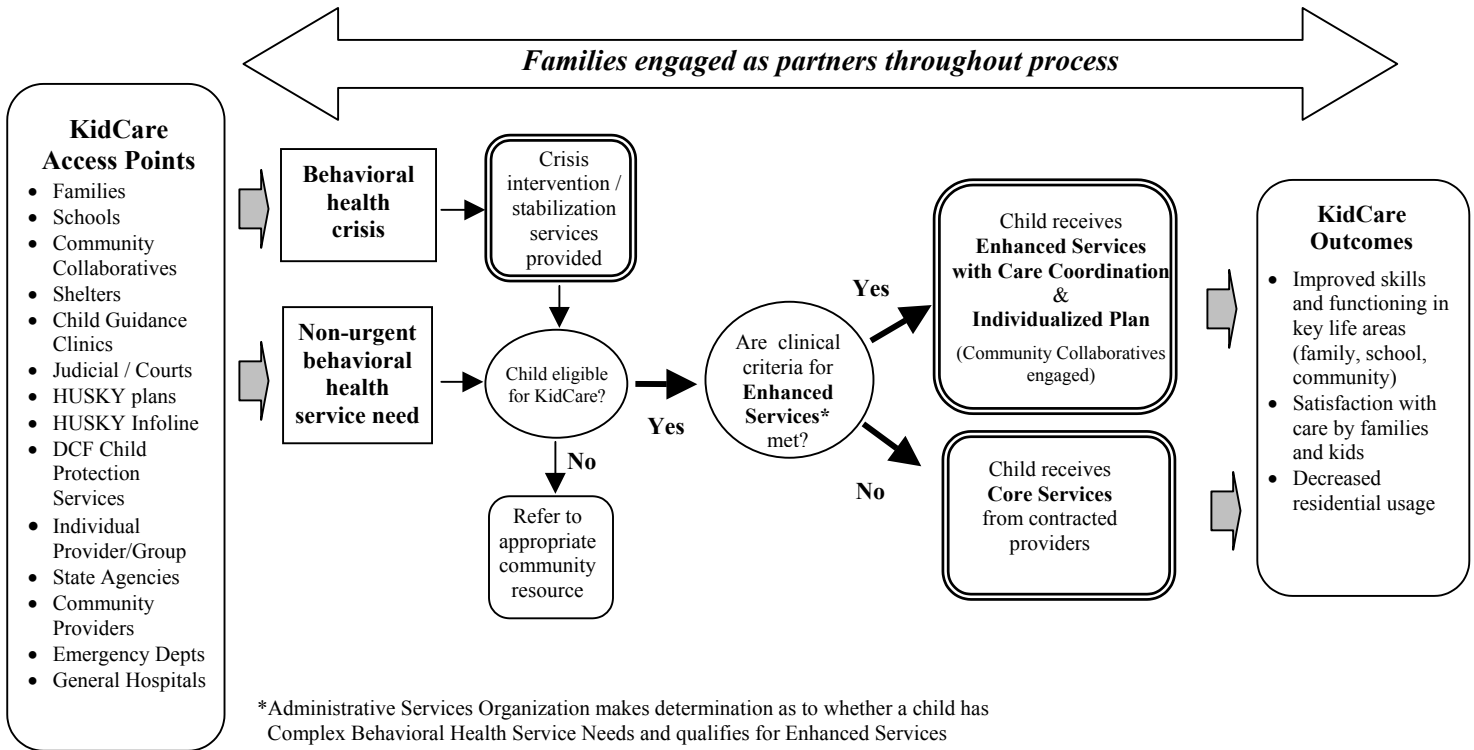 Families engaged as partners throughout process
KidCare
Access Points
• Families
• Schools
• Community
Collaboratives
• Shelters
• Child Guidance
Clinics
• Judicial / Courts
• HUSKY plans
• HUSKY Infoline
• DCF Child
Protection
Services
• Individual
Provider/Group
• State Agencies
• Community
Providers
• Emergency Depts
• General Hospitals
Behavioral
health
crisis
Crisis
intervention /
stabilization
services
provided
Non-urgent
behavioral
health
service need
Child eligible
for KidCare?
Yes
No
Refer to
appropriate
community
resource
Are clinical
criteria for
Enhanced
Services*
met?
Yes
No
Child receives
Enhanced Services
with Care Coordination
&
Individualized Plan
(Community Collaboratives
engaged)
Child receives
Core Services
from contracted
providers
KidCare
Outcomes
• Improved skills
and functioning in
key life areas
(family, school,
community)
• Satisfaction with
care by families
and kids
• Decreased
residential usage
*Administrative Services Organization makes determination as to whether a child has
Complex Behavioral Health Service Needs and qualifies for Enhanced Services